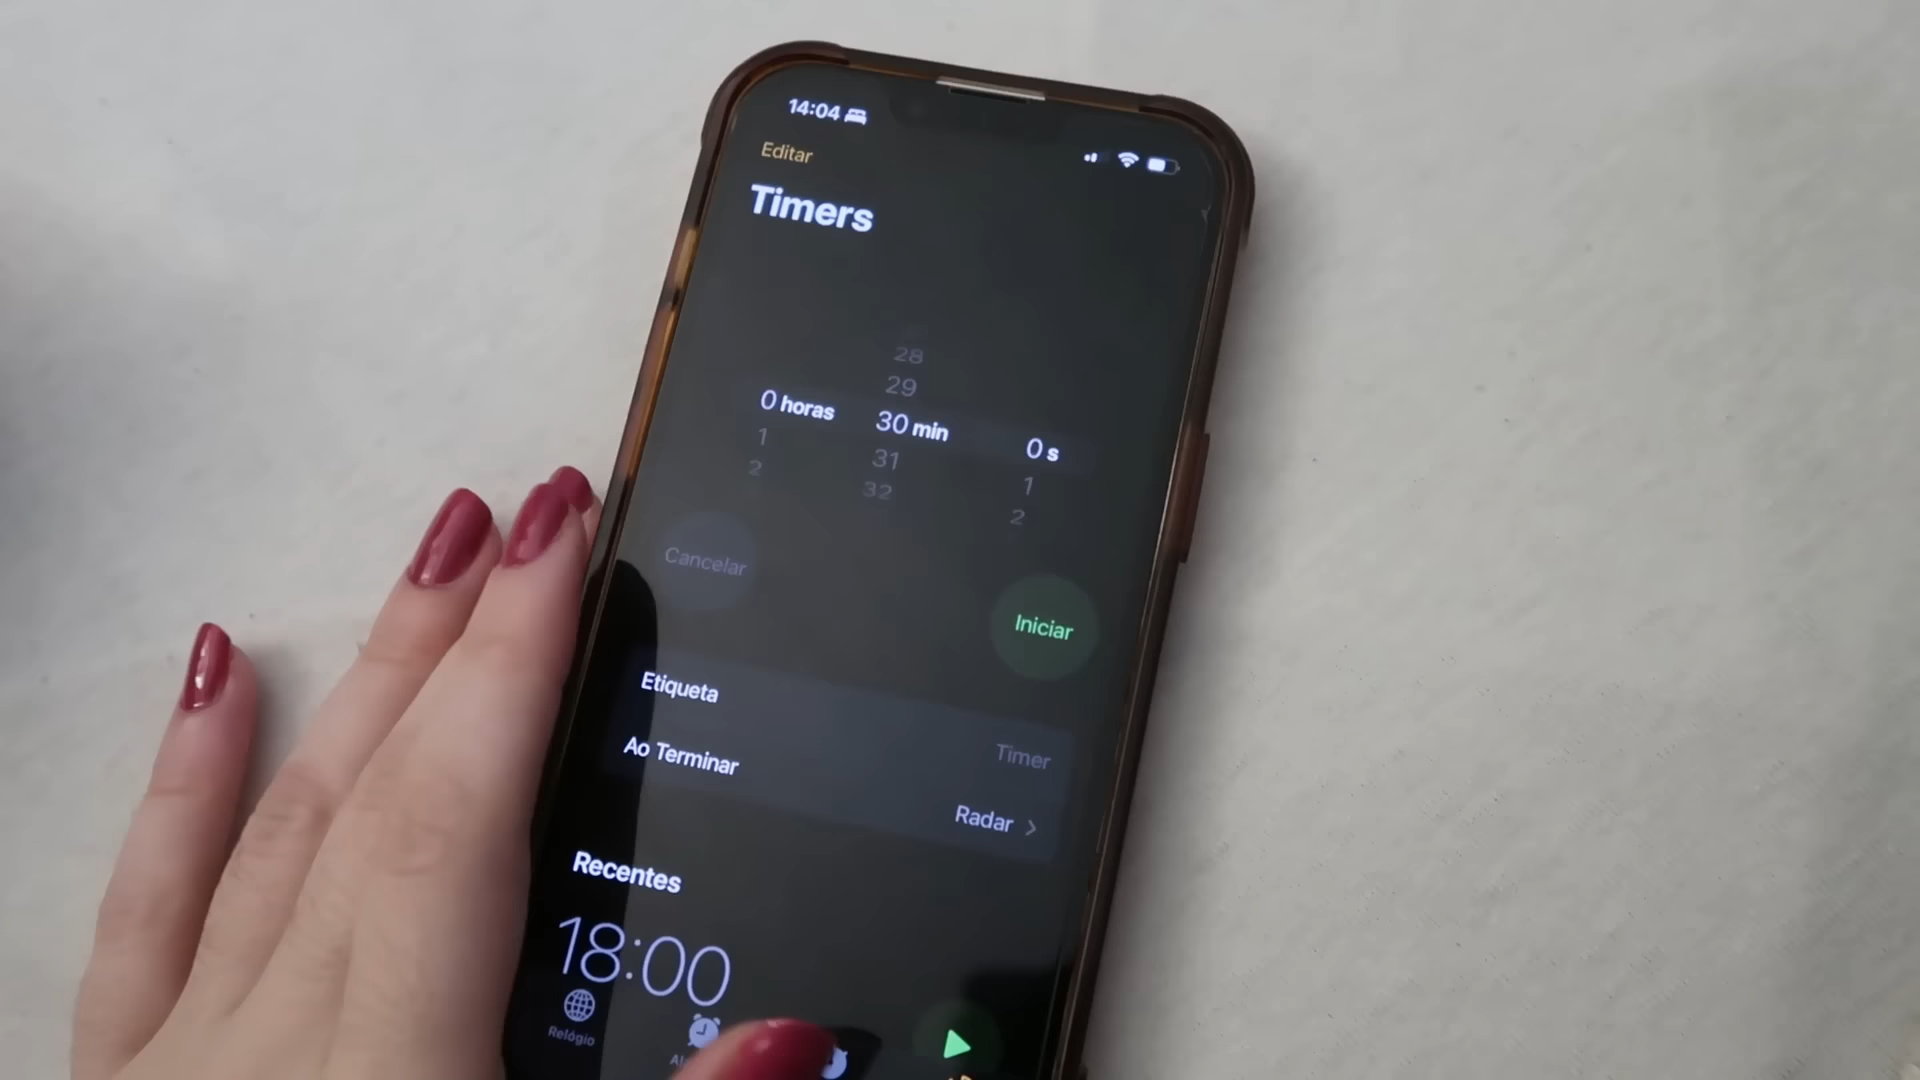 14:04
Editar
Timers
28
29
0 horas 30 min 0 s
1 31 1
2 32 2
Cancelar
Iniciar
Etiqueta Timer
Ao Terminar Radar
Recentes
18:00
Relógio